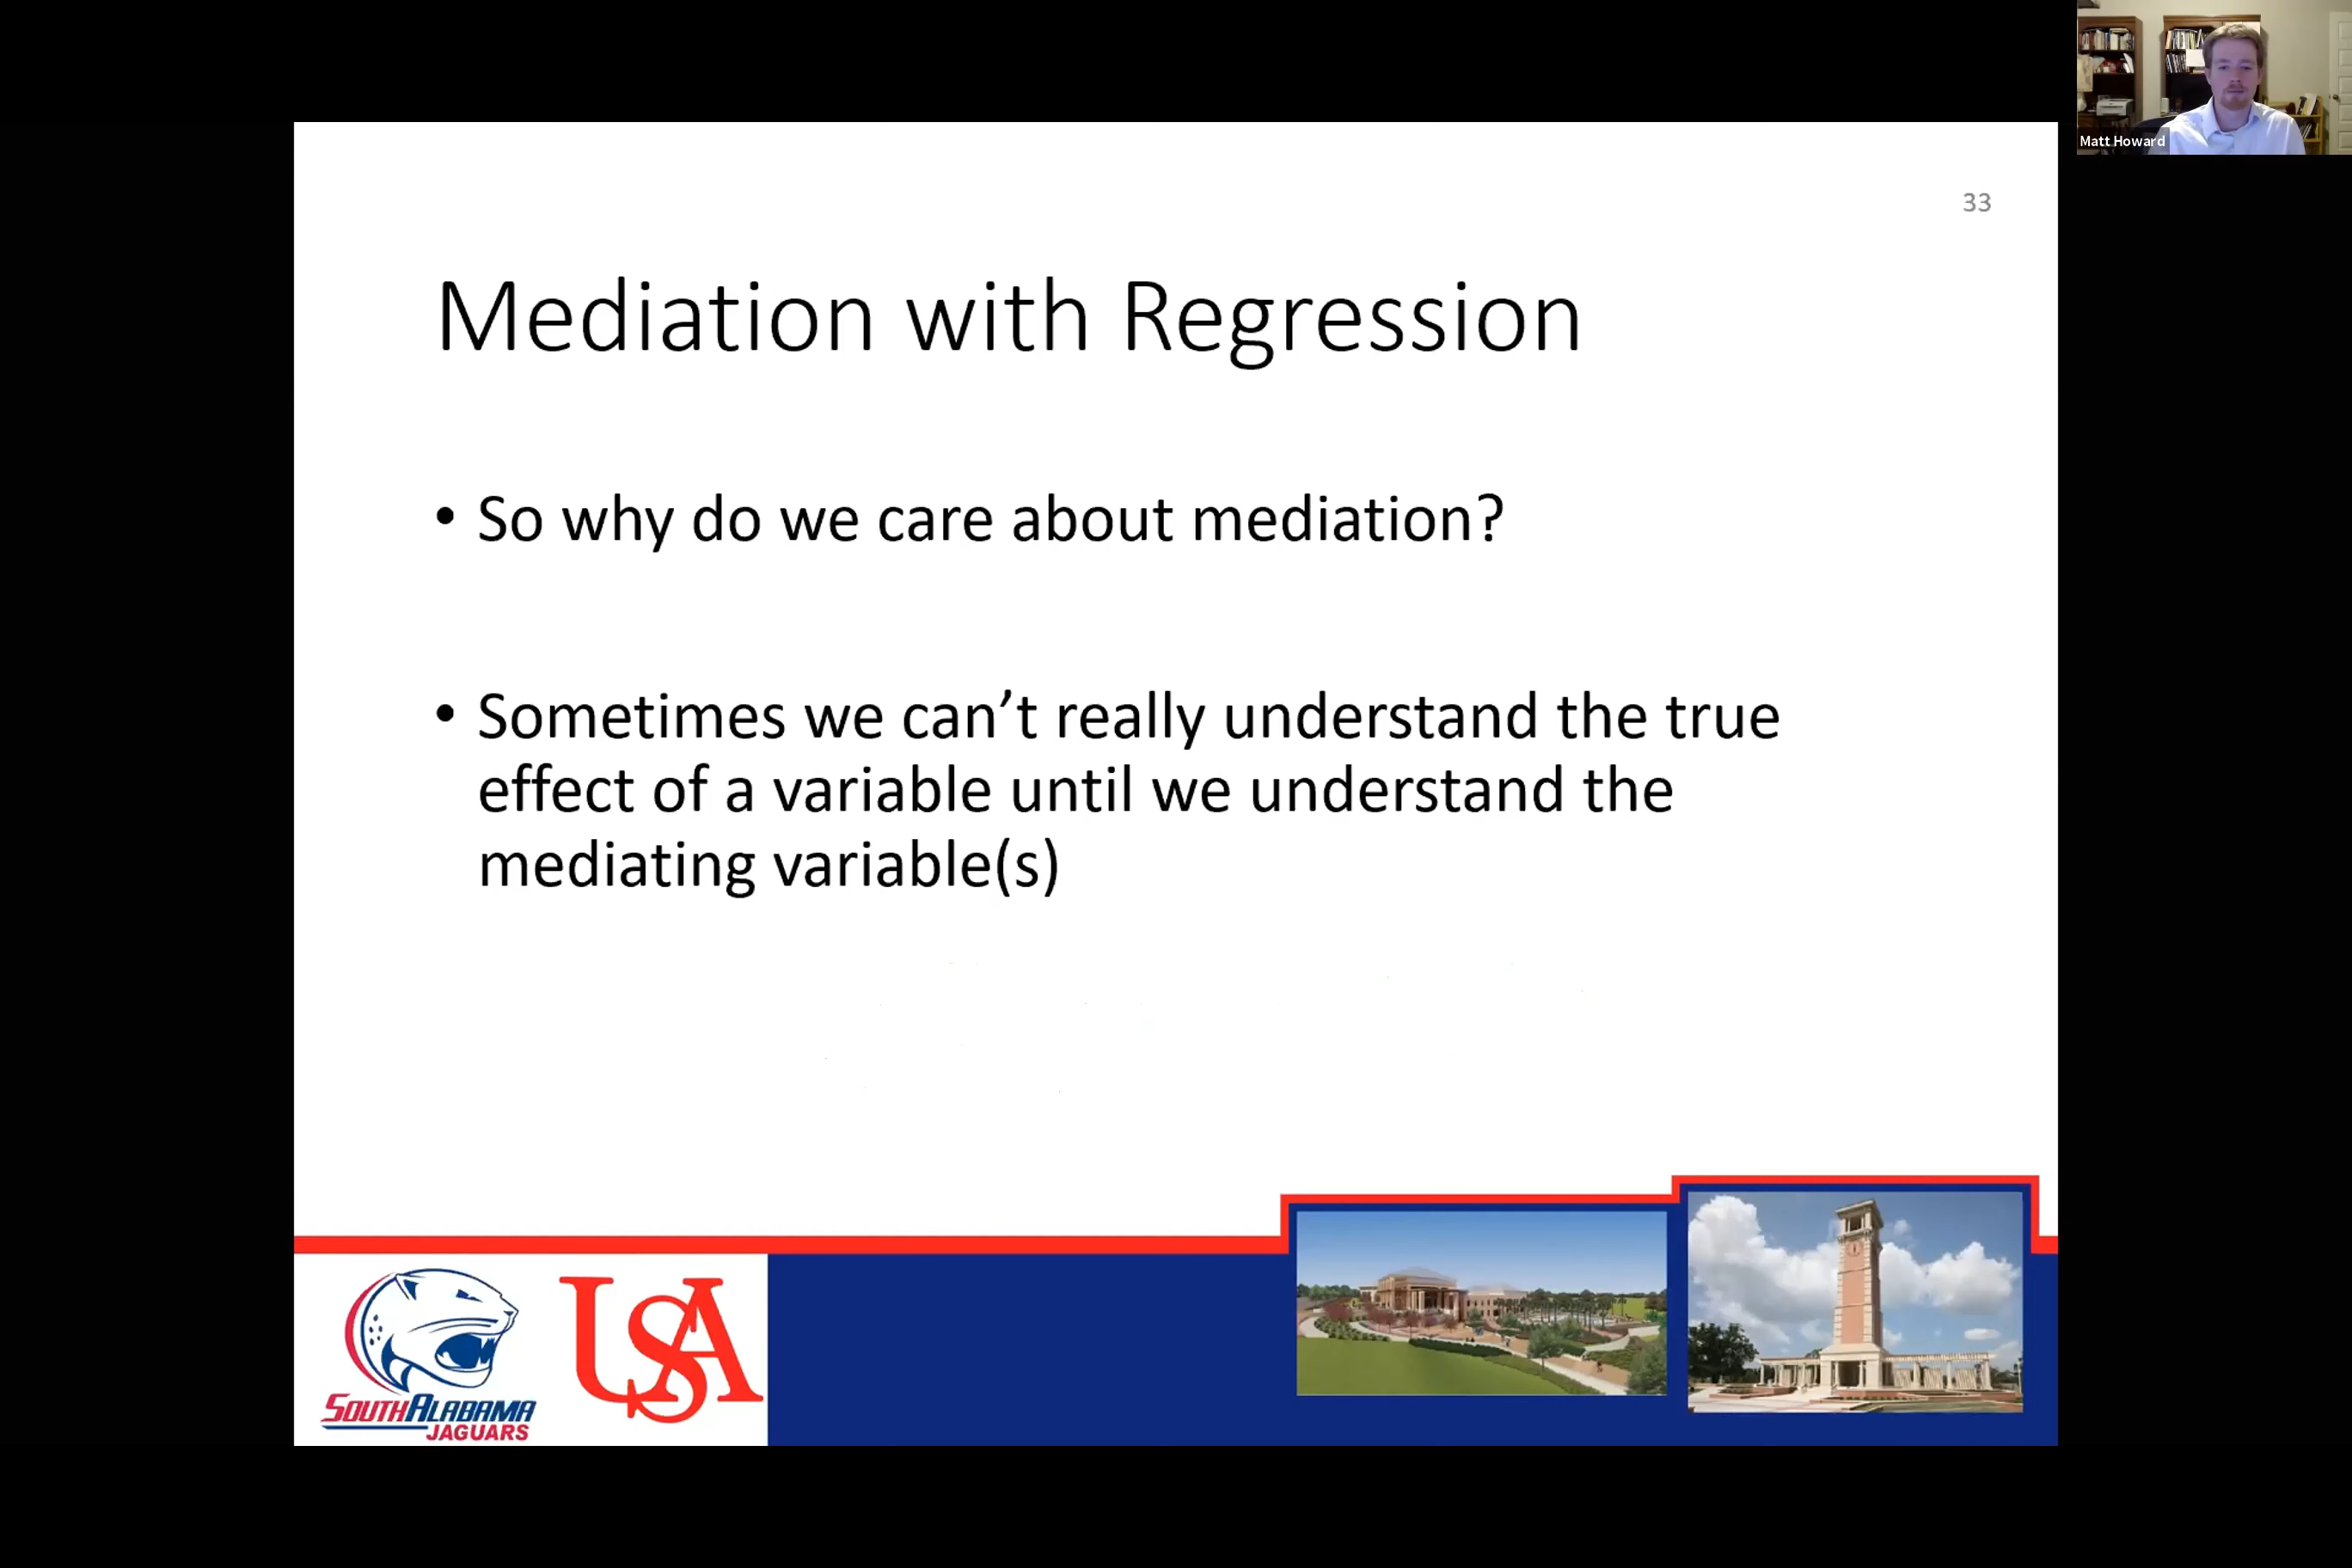 Matt Howard
33
Mediation with Regression
• So why do we care about mediation?
• Sometimes we can’t really understand the true
effect of a variable until we understand the
mediating variable(s)
SOUTHALABAMA
JAGUARS
USA